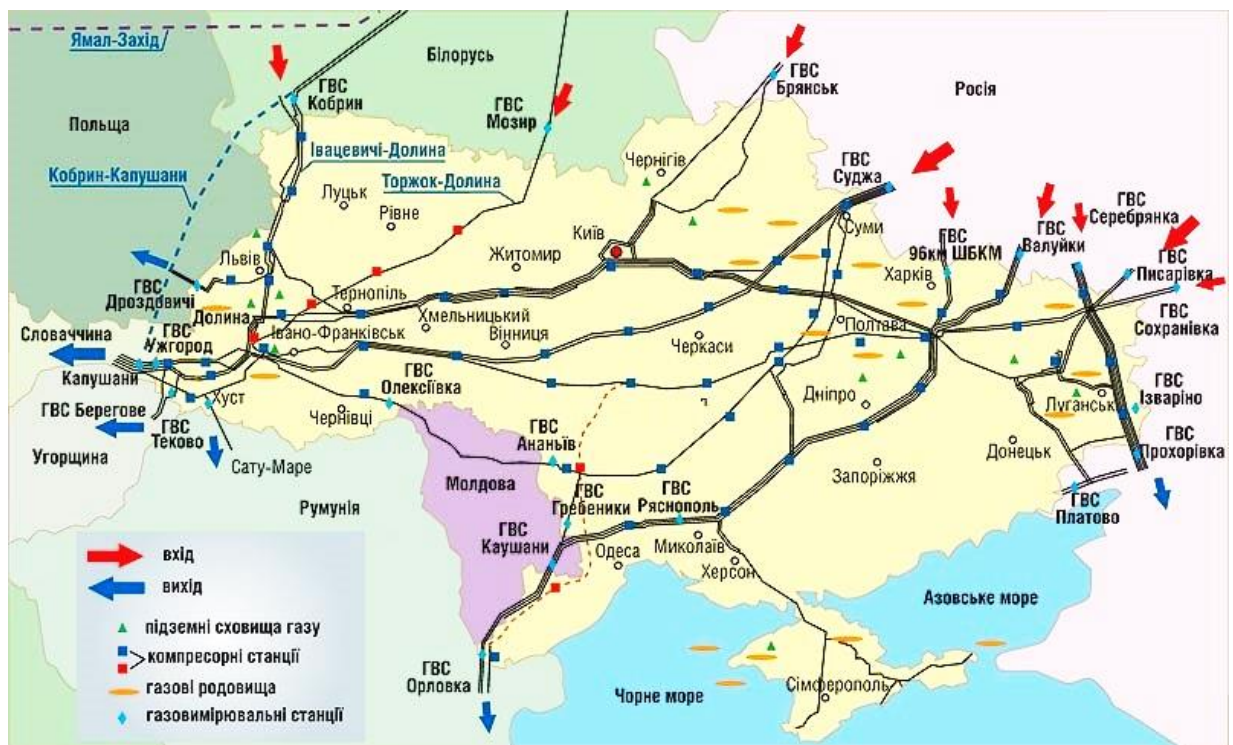 Ямал-Захід
Білорусь
ГВС
Кобрин
ГВС
Мозир
ГВС
Брянськ
Росія
Польща
Івацевичі-Долина
Кобрин-Капушани
Луцьк
Рівне
Торжок-Долина
Чернігів
ГВС
Суджа
Суми
ГВС
96км ШБКМ
ГВС
Валуйки
ГВС
Серебрянка
ГВС
Писарівка
ГВС
Сохранівка
Київ
Житомир
Харків
Львів
ГВС
Дроздовичі
Тернопіль
Долина
Івано-Франківськ
Хмельницький
Вінниця
Черкаси
Полтава
Словаччина
ГВС
Ужгород
Капушани
ГВС Берегове
ГВС
Теково
Хуст
Сату-Маре
Чернівці
ГВС
Олексіївка
Дніпро
Луганськ
ГВС
Ізваріно
Донецьк
ГВС
Прохорівка
ГВС
Платово
Угорщина
Румунія
Молдова
ГВС
Ананьїв
ГВС
Гребеники
ГВС
Ряснополь
ГВС
Каушани
Запоріжжя
Одеса
Миколаїв
Херсон
Азовське море
Чорне море
Сімферополь
ГВС
Орловка
вхід
вихід
підземні сховища газу
компресорні станції
газові родовища
газовимірювальні станції